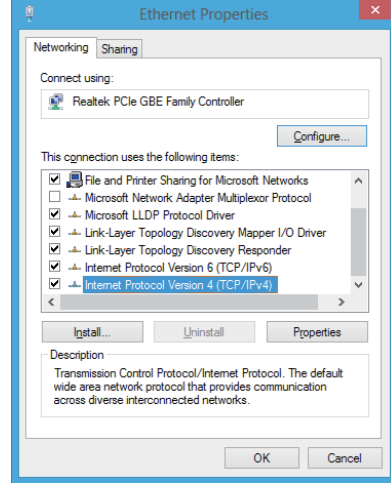 Ethernet Properties
Networking
Sharing
Connect using:
Realtek PCIe GBE Family Controller
Configure...
This connection uses the following items:
File and Printer Sharing for Microsoft Networks
Microsoft Network Adapter Multiplexor Protocol
Microsoft LLDP Protocol Driver
Link-Layer Topology Discovery Mapper I/O Driver
Link-Layer Topology Discovery Responder
Internet Protocol Version 6 (TCP/IPv6)
Internet Protocol Version 4 (TCP/IPv4)
Install...
Uninstall
Properties
Description
Transmission Control Protocol/Internet Protocol. The default
wide area network protocol that provides communication
across diverse interconnected networks.
OK
Cancel